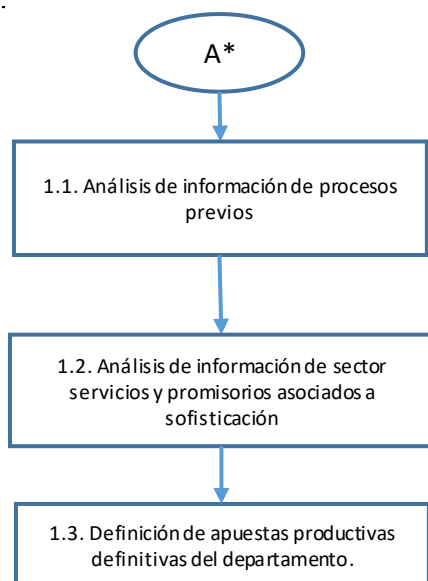 A*
1.1. Análisis de información de procesos
previos
1.2. Análisis de información de sector
servicios y promisorios asociados a
sofisticación
1.3. Definición de apuestas productivas
definitivas del departamento.